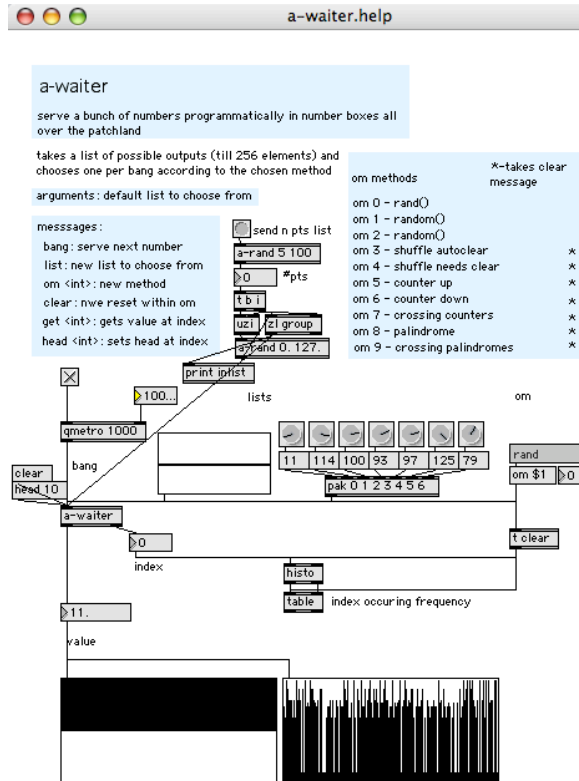 a-waiter.help
a-waiter
serve a bunch of numbers programmatically in number boxes all
over the patchland
takes a list of possible outputs (till 256 elements) and
chooses one per bang according to the chosen method
arguments: default list to choose from
messsages:
bang: serve next number
list: new list to choose from
om <int>: new method
clear: nwe reset within om
get <int>: gets value at index
head <int>: sets head at index
send n pts list
a-rand 5 100
0
#pts
t b i
uzi
zl group
a-rand 0. 127.
print inlist
om methods
*-takes clear
message
om 0 - rand()
om 1 - random()
om 2 - random()
om 3 - shuffle autoclear *
om 4 - shuffle needs clear *
om 5 - counter up *
om 6 - counter down *
om 7 - crossing counters *
om 8 - palindrome *
om 9 - crossing palindromes *
100...
lists
om
qmetro 1000
bang
11 114 100 93 97 125 79
pak 0 1 2 3 4 5 6
rand
om $1
0
clear
head 10
a-waiter
0
index
t clear
histo
table
index occuring frequency
11.
value